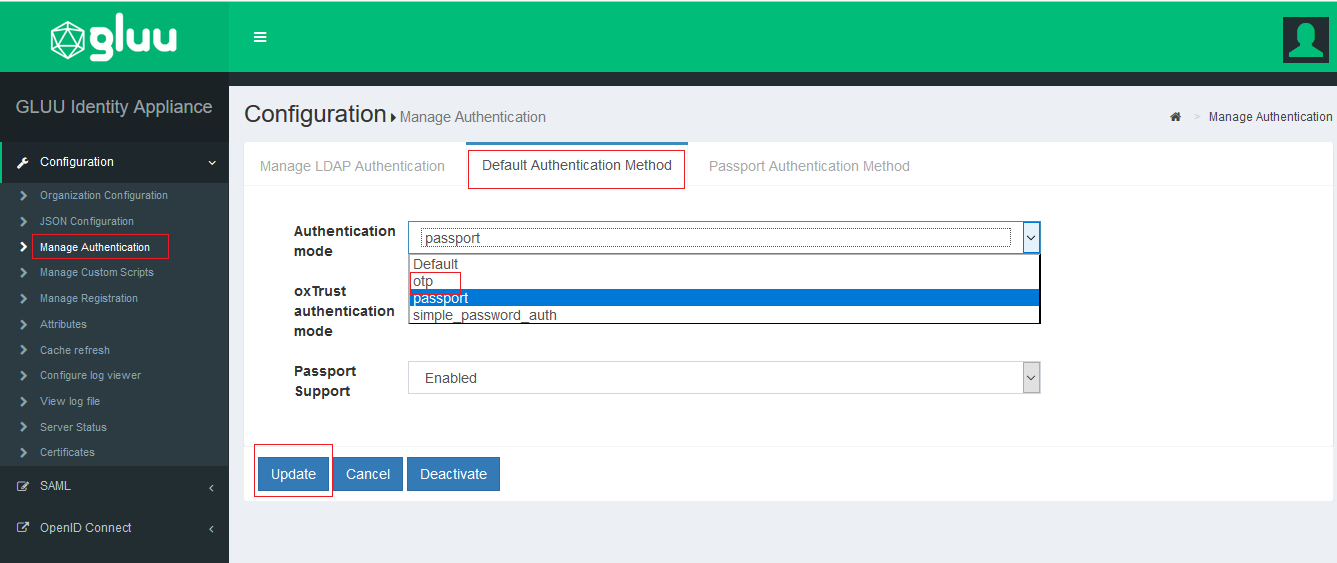 gluu
GLUU Identity Appliance
Configuration
Organization Configuration
JSON Configuration
Manage Authentication
Manage Custom Scripts
Manage Registration
Attributes
Cache refresh
Configure log viewer
View log file
Server Status
Certificates
SAML
OpenID Connect
Configuration Manage Authentication
> Manage Authentication
Manage LDAP Authentication Default Authentication Method Passport Authentication Method
Authentication
mode
passport
Default
otp
passport
simple_password_auth
oxTrust
authentication
mode
Passport
Support
Enabled
Update Cancel Deactivate